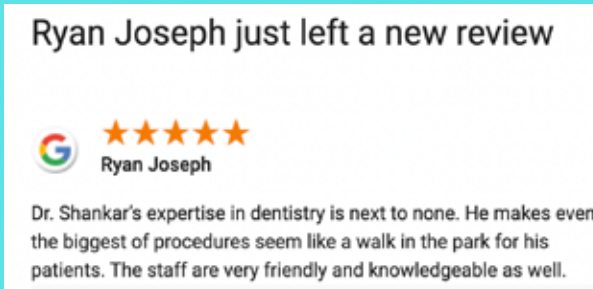 Ryan Joseph just left a new review
Ryan Joseph
Dr. Shankar's expertise in dentistry is next to none. He makes even
the biggest of procedures seem like a walk in the park for his
patients. The staff are very friendly and knowledgeable as well.